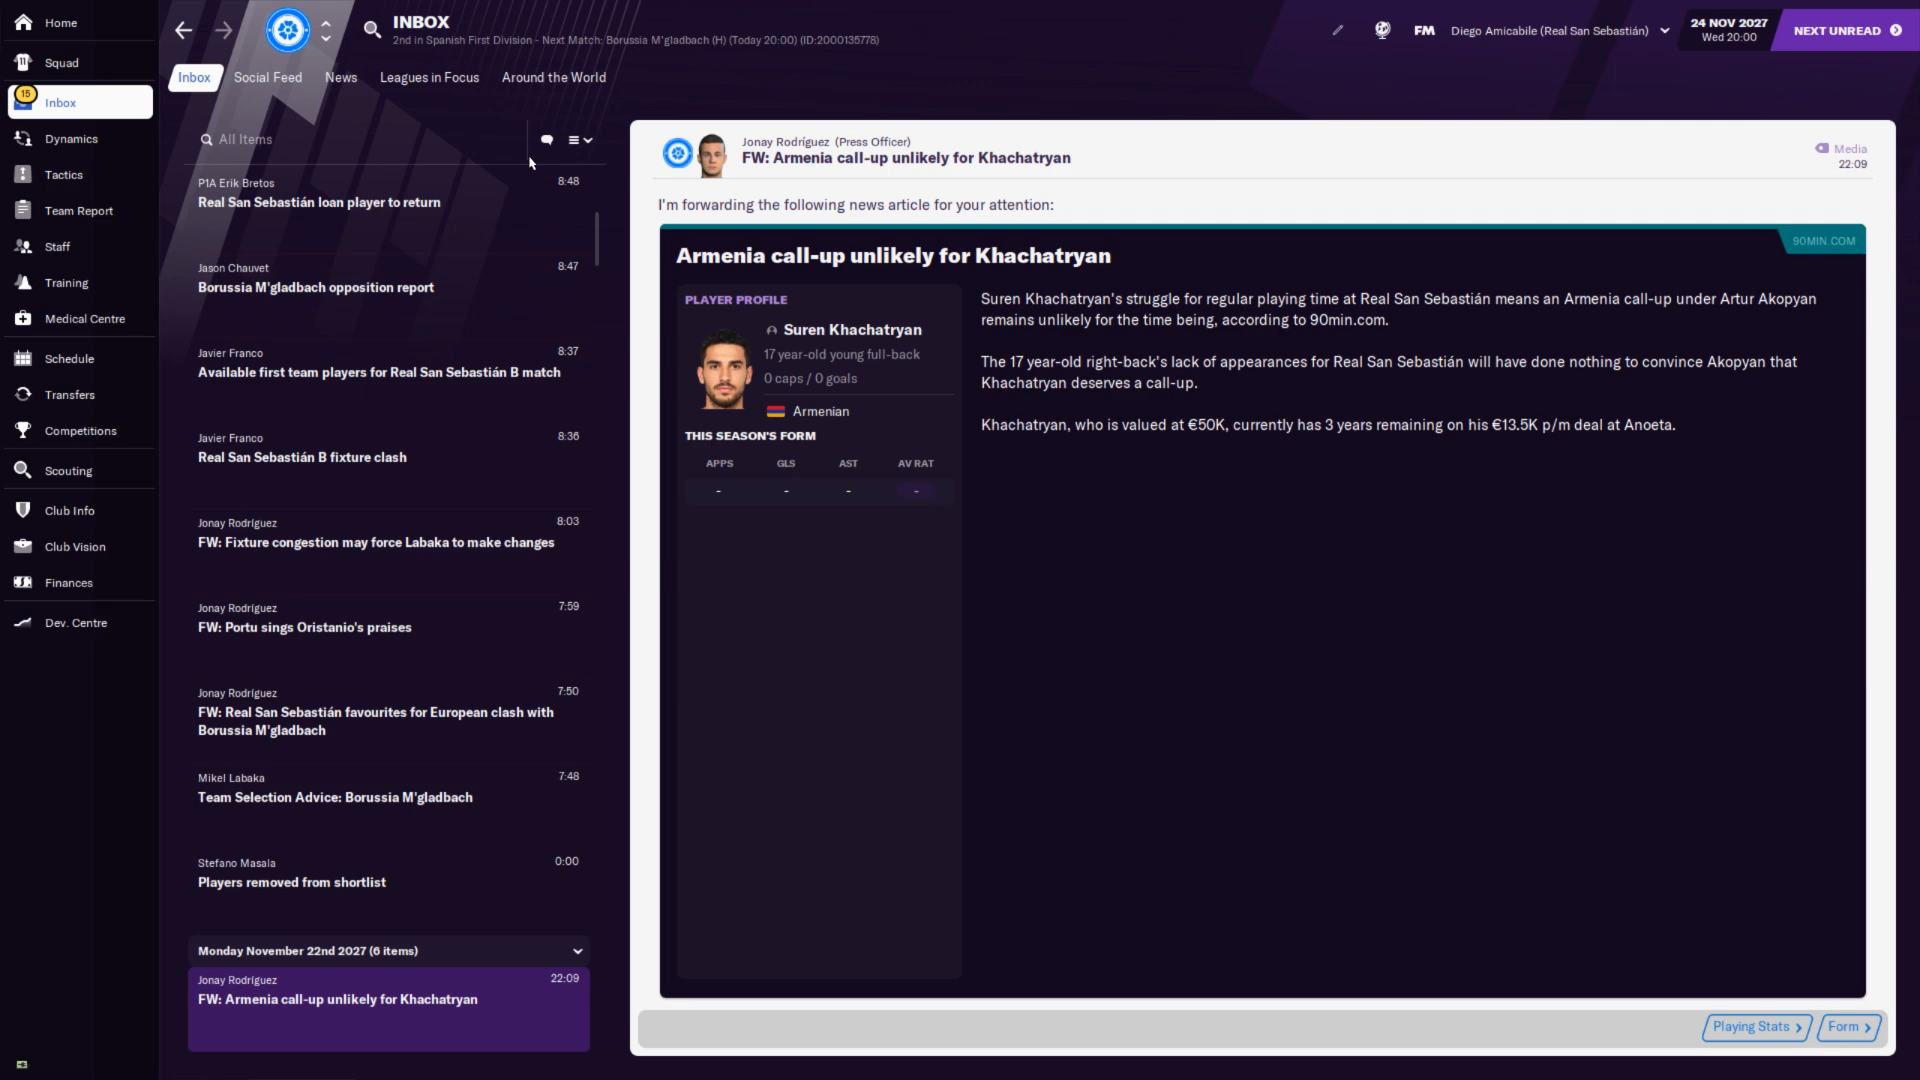 Home
Squad
15
Inbox
Dynamics
Tactics
Team Report
Staff
Training
Medical Centre
Schedule
Transfers
Competitions
Scouting
Club Info
Club Vision
Finances
Dev. Centre
INBOX
2nd in Spanish First Division - Next Match: Borussia M'gladbach (H) (Today 20:00) (ID:2000135778)
FM
Diego Amicabile (Real San Sebastián)
24 NOV 2027
Wed 20:00
NEXT UNREAD
Inbox
Social Feed
News
Leagues in Focus
Around the World
All Items
P1A Erik Bretos
8:48
Real San Sebastián loan player to return
Jason Chauvet
8:47
Borussia M'gladbach opposition report
Javier Franco
8:37
Available first team players for Real San Sebastián B match
Javier Franco
8:36
Real San Sebastián B fixture clash
Jonay Rodríguez
8:03
FW: Fixture congestion may force Labaka to make changes
Jonay Rodríguez
7:59
FW: Portu sings Oristanio's praises
Jonay Rodríguez
7:50
FW: Real San Sebastián favourites for European clash with
Borussia M'gladbach
Mikel Labaka
7:48
Team Selection Advice: Borussia M'gladbach
Stefano Masala
0:00
Players removed from shortlist
Monday November 22nd 2027 (6 items)
Jonay Rodríguez
22:09
FW: Armenia call-up unlikely for Khachatryan
Jonay Rodríguez (Press Officer)
FW: Armenia call-up unlikely for Khachatryan
Media
22:09
I'm forwarding the following news article for your attention:
90MIN.COM
Armenia call-up unlikely for Khachatryan
PLAYER PROFILE
Suren Khachatryan
17 year-old young full-back
0 caps / 0 goals
Armenian
THIS SEASON'S FORM
APPS GLS AST AV RAT
- - - -
Suren Khachatryan's struggle for regular playing time at Real San Sebastián means an Armenia call-up under Artur Akopyan
remains unlikely for the time being, according to 90min.com.
The 17 year-old right-back's lack of appearances for Real San Sebastián will have done nothing to convince Akopyan that
Khachatryan deserves a call-up.
Khachatryan, who is valued at €50K, currently has 3 years remaining on his €13.5K p/m deal at Anoeta.
Playing Stats
Form